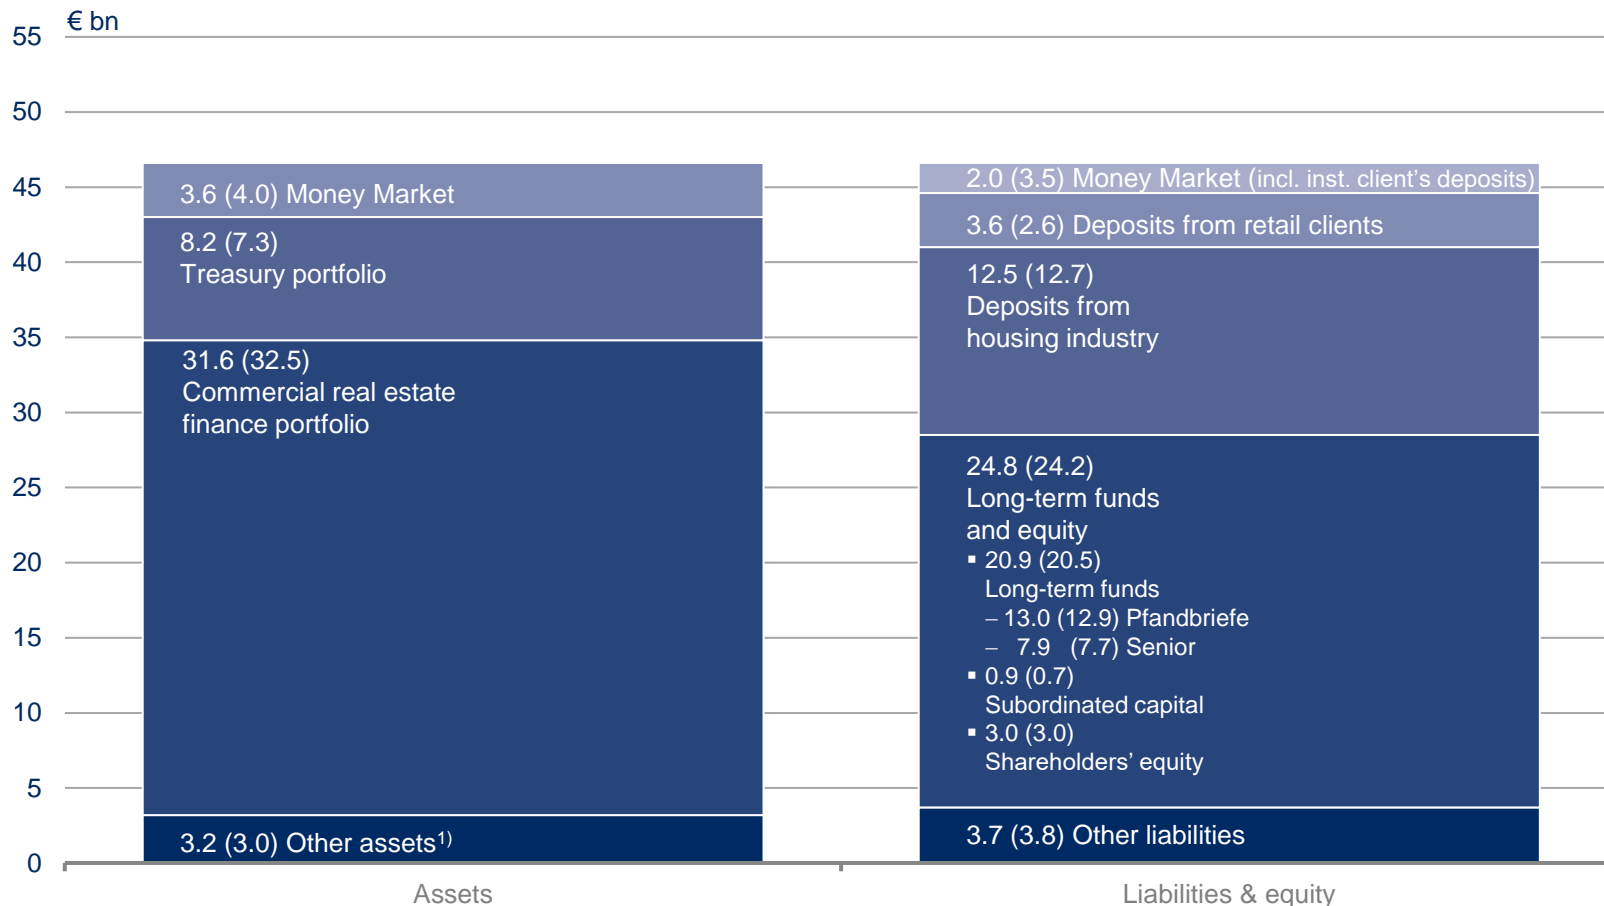 € bn
55
50
45
40
35
30
25
20
15
10
5
0
3.6 (4.0) Money Market
8.2 (7.3)
Treasury portfolio
31.6 (32.5)
Commercial real estate
finance portfolio
3.2 (3.0) Other assets¹⁾
Assets
2.0 (3.5) Money Market (incl. inst. client’s deposits)
3.6 (2.6) Deposits from retail clients
12.5 (12.7)
Deposits from
housing industry
24.8 (24.2)
Long-term funds
and equity
▪ 20.9 (20.5)
Long-term funds
– 13.0 (12.9) Pfandbriefe
– 7.9 (7.7) Senior
▪ 0.9 (0.7)
Subordinated capital
▪ 3.0 (3.0)
Shareholders’ equity
3.7 (3.8) Other liabilities
Liabilities & equity